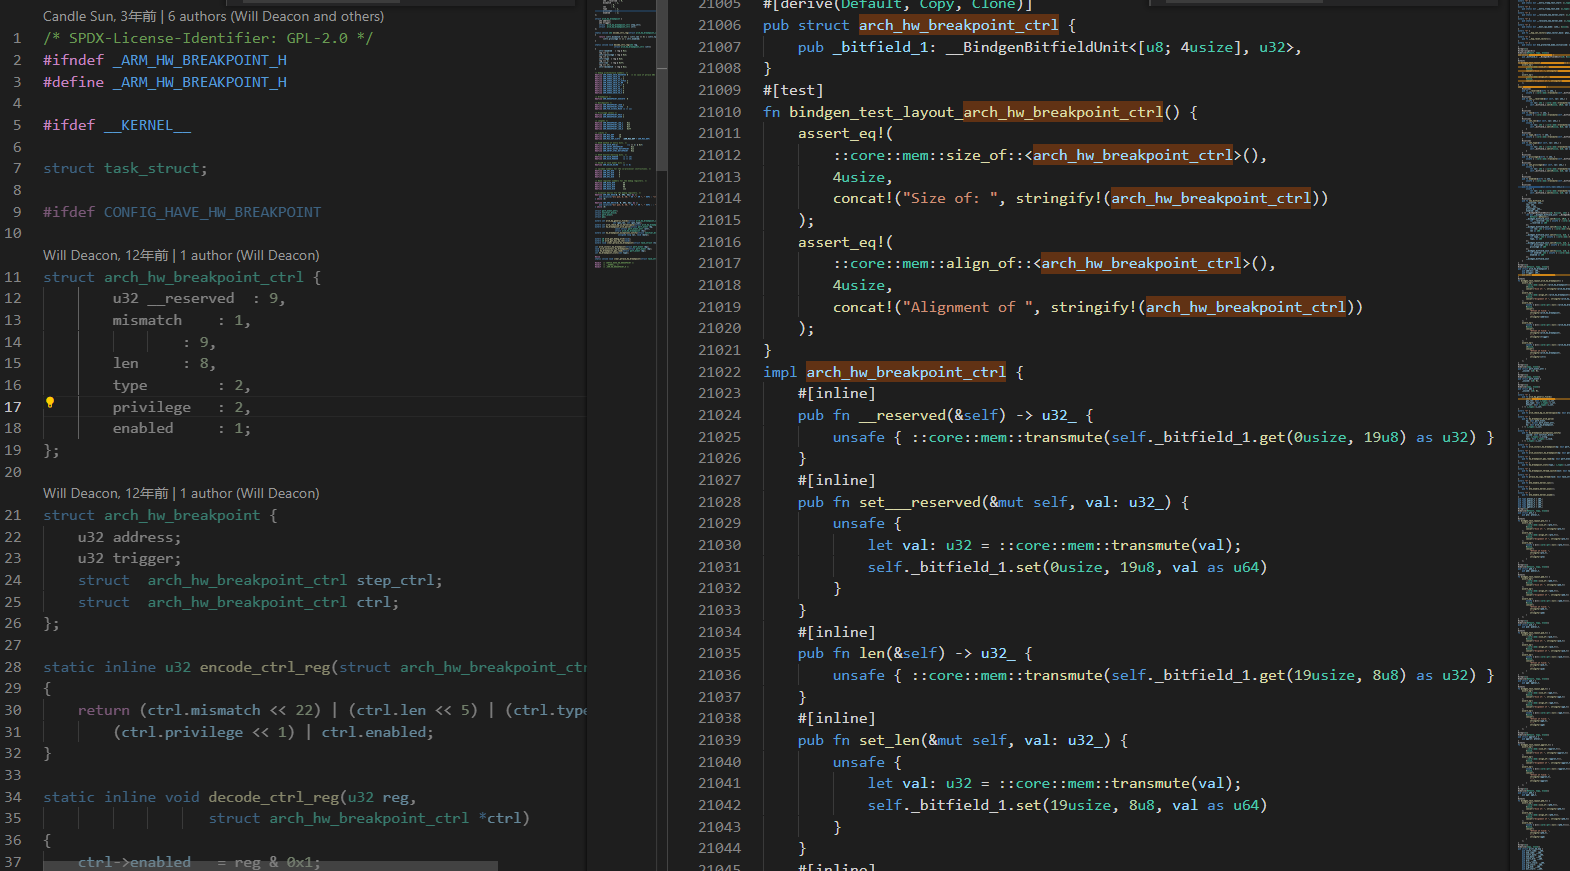 Candle Sun, 3年前 | 6 authors (Will Deacon and others)
1 /* SPDX-License-Identifier: GPL-2.0 */
2 #ifndef _ARM_HW_BREAKPOINT_H
3 #define _ARM_HW_BREAKPOINT_H
4
5 #ifdef __KERNEL__
6
7 struct task_struct;
8
9 #ifdef CONFIG_HAVE_HW_BREAKPOINT
10
Will Deacon, 12年前 | 1 author (Will Deacon)
11 struct arch_hw_breakpoint_ctrl {
12 u32 __reserved : 9,
13 mismatch : 1,
14 : 9,
15 len : 8,
16 type : 2,
17 privilege : 2,
18 enabled : 1;
19 };
20
Will Deacon, 12年前 | 1 author (Will Deacon)
21 struct arch_hw_breakpoint {
22 u32 address;
23 u32 trigger;
24 struct arch_hw_breakpoint_ctrl step_ctrl;
25 struct arch_hw_breakpoint_ctrl ctrl;
26 };
27
28 static inline u32 encode_ctrl_reg(struct arch_hw_breakpoint_ctr
29 {
30 return (ctrl.mismatch << 22) | (ctrl.len << 5) | (ctrl.type
31 (ctrl.privilege << 1) | ctrl.enabled;
32 }
33
34 static inline void decode_ctrl_reg(u32 reg,
35 struct arch_hw_breakpoint_ctrl *ctrl)
36 {
37 ctrl->enabled = reg & 0x1;
21005 #[derive(Default, Copy, Clone)]
21006 pub struct arch_hw_breakpoint_ctrl {
21007 pub _bitfield_1: __BindgenBitfieldUnit<[u8; 4usize], u32>,
21008 }
21009 #[test]
21010 fn bindgen_test_layout_arch_hw_breakpoint_ctrl() {
21011 assert_eq!(
21012 ::core::mem::size_of::<arch_hw_breakpoint_ctrl>(),
21013 4usize,
21014 concat!("Size of: ", stringify!(arch_hw_breakpoint_ctrl))
21015 );
21016 assert_eq!(
21017 ::core::mem::align_of::<arch_hw_breakpoint_ctrl>(),
21018 4usize,
21019 concat!("Alignment of ", stringify!(arch_hw_breakpoint_ctrl))
21020 );
21021 }
21022 impl arch_hw_breakpoint_ctrl {
21023 #[inline]
21024 pub fn __reserved(&self) -> u32_ {
21025 unsafe { ::core::mem::transmute(self._bitfield_1.get(0usize, 19u8) as u32) }
21026 }
21027 #[inline]
21028 pub fn set___reserved(&mut self, val: u32_) {
21029 unsafe {
21030 let val: u32 = ::core::mem::transmute(val);
21031 self._bitfield_1.set(0usize, 19u8, val as u64)
21032 }
21033 }
21034 #[inline]
21035 pub fn len(&self) -> u32_ {
21036 unsafe { ::core::mem::transmute(self._bitfield_1.get(19usize, 8u8) as u32) }
21037 }
21038 #[inline]
21039 pub fn set_len(&mut self, val: u32_) {
21040 unsafe {
21041 let val: u32 = ::core::mem::transmute(val);
21042 self._bitfield_1.set(19usize, 8u8, val as u64)
21043 }
21044 }
21045 #[inline]